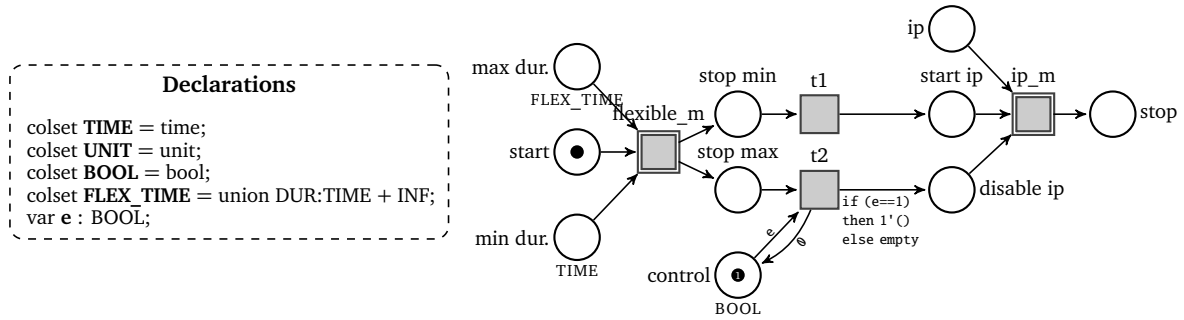 Declarations
colset TIME = time;
colset UNIT = unit;
colset BOOL = bool;
colset FLEX_TIME = union DUR:TIME + INF;
var e : BOOL;
max dur.
FLEX_TIME
flexible_m
start
min dur.
TIME
stop min
t1
stop max
t2
if (e==1)
then 1'()
else empty
e
0
control
1
BOOL
ip
start ip
ip_m
stop
disable ip